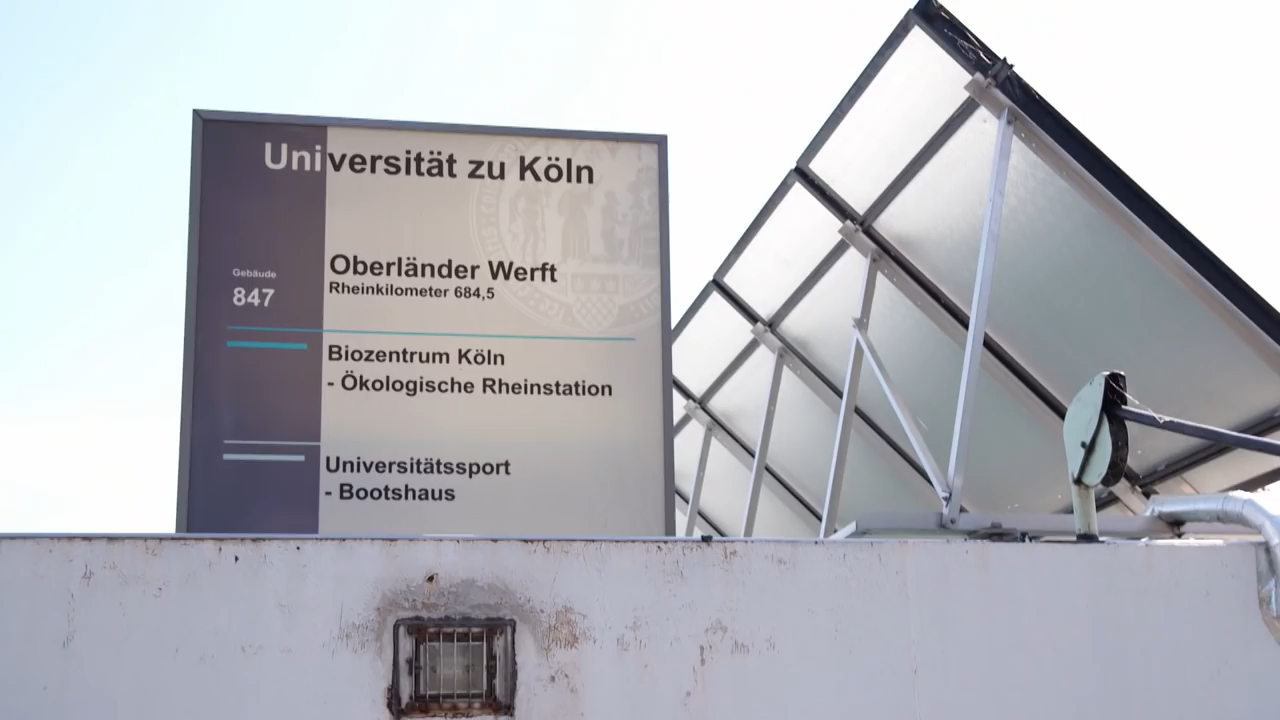 Universität zu Köln
Oberländer Werft
Rheinkilometer 684,5
Gebäude
847
Biozentrum Köln
- Ökologische Rheinstation
Universitätssport
- Bootshaus